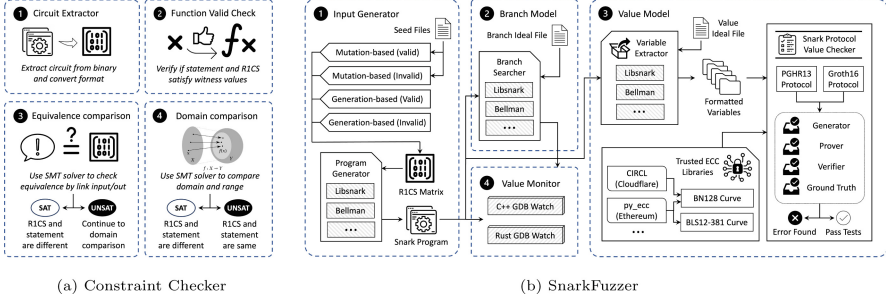 1 Circuit Extractor
Extract circuit from binary
and convert format
2 Function Valid Check
Verify if statement and R1CS
satisfy witness values
3 Equivalence comparison
?
Use SMT solver to check
equivalence by link input/out
SAT
UNSAT
R1CS and
statement
are different
Continue to
domain
comparison
4 Domain comparison
X
f(x)
Y
f : X → Y
Use SMT solver to compare
domain and range
SAT
UNSAT
R1CS and
statement
are different
R1CS and
statement
are same
(a) Constraint Checker
1 Input Generator
Seed Files
Mutation-based (valid)
Mutation-based (Invalid)
Generation-based (Valid)
Generation-based (Invalid)
Program
Generator
Libsnark
Bellman
•••
R1CS Matrix
Snark Program
2 Branch Model
Branch Ideal File
Branch
Searcher
Libsnark
Bellman
•••
4 Value Monitor
C++ GDB Watch
Rust GDB Watch
3 Value Model
Value
Ideal File
Variable
Extractor
Libsnark
Bellman
•••
Formatted
Variables
Trusted ECC
Libraries
CIRCL
(Cloudflare)
py_ecc
(Ethereum)
•••
BN128 Curve
BLS12-381 Curve
Snark Protocol
Value Checker
PGHR13
Protocol
Groth16
Protocol
Generator
Prover
Verifier
Ground Truth
Error Found
Pass Tests
(b) SnarkFuzzer